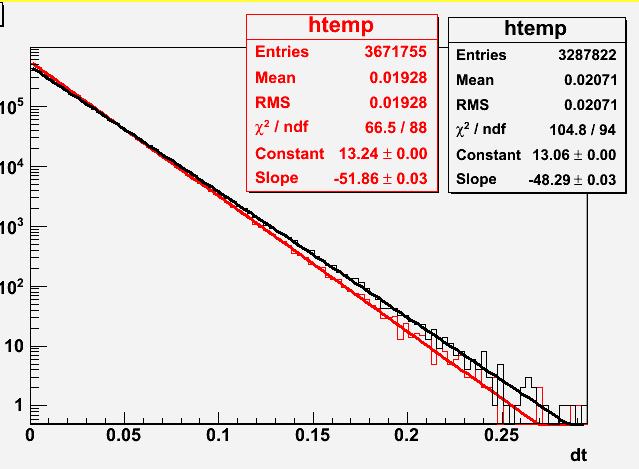 htemp
Entries 3671755
Mean 0.01928
RMS 0.01928
χ² / ndf 66.5 / 88
Constant 13.24 ± 0.00
Slope -51.86 ± 0.03
htemp
Entries 3287822
Mean 0.02071
RMS 0.02071
χ² / ndf 104.8 / 94
Constant 13.06 ± 0.00
Slope -48.29 ± 0.03
10⁵
10⁴
10³
10²
10
1
0 0.05 0.1 0.15 0.2 0.25
dt